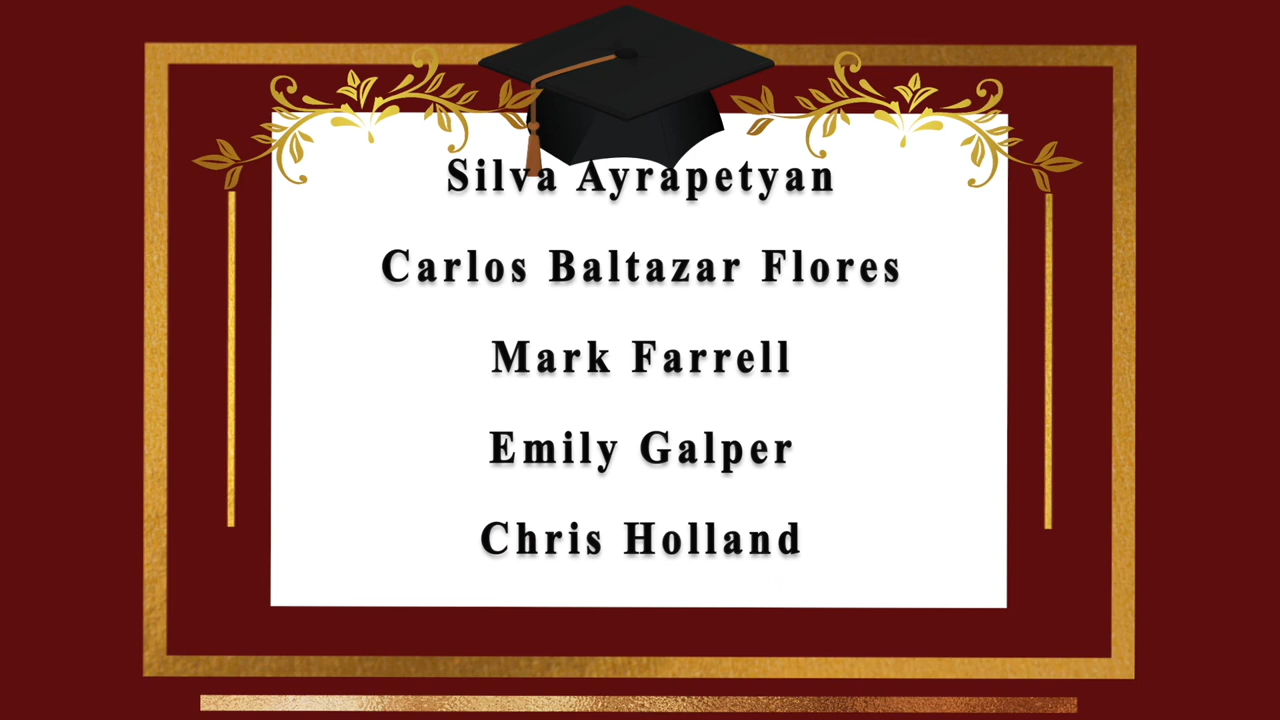 Silva Ayrapetyan
Carlos Baltazar Flores
Mark Farrell
Emily Galper
Chris Holland